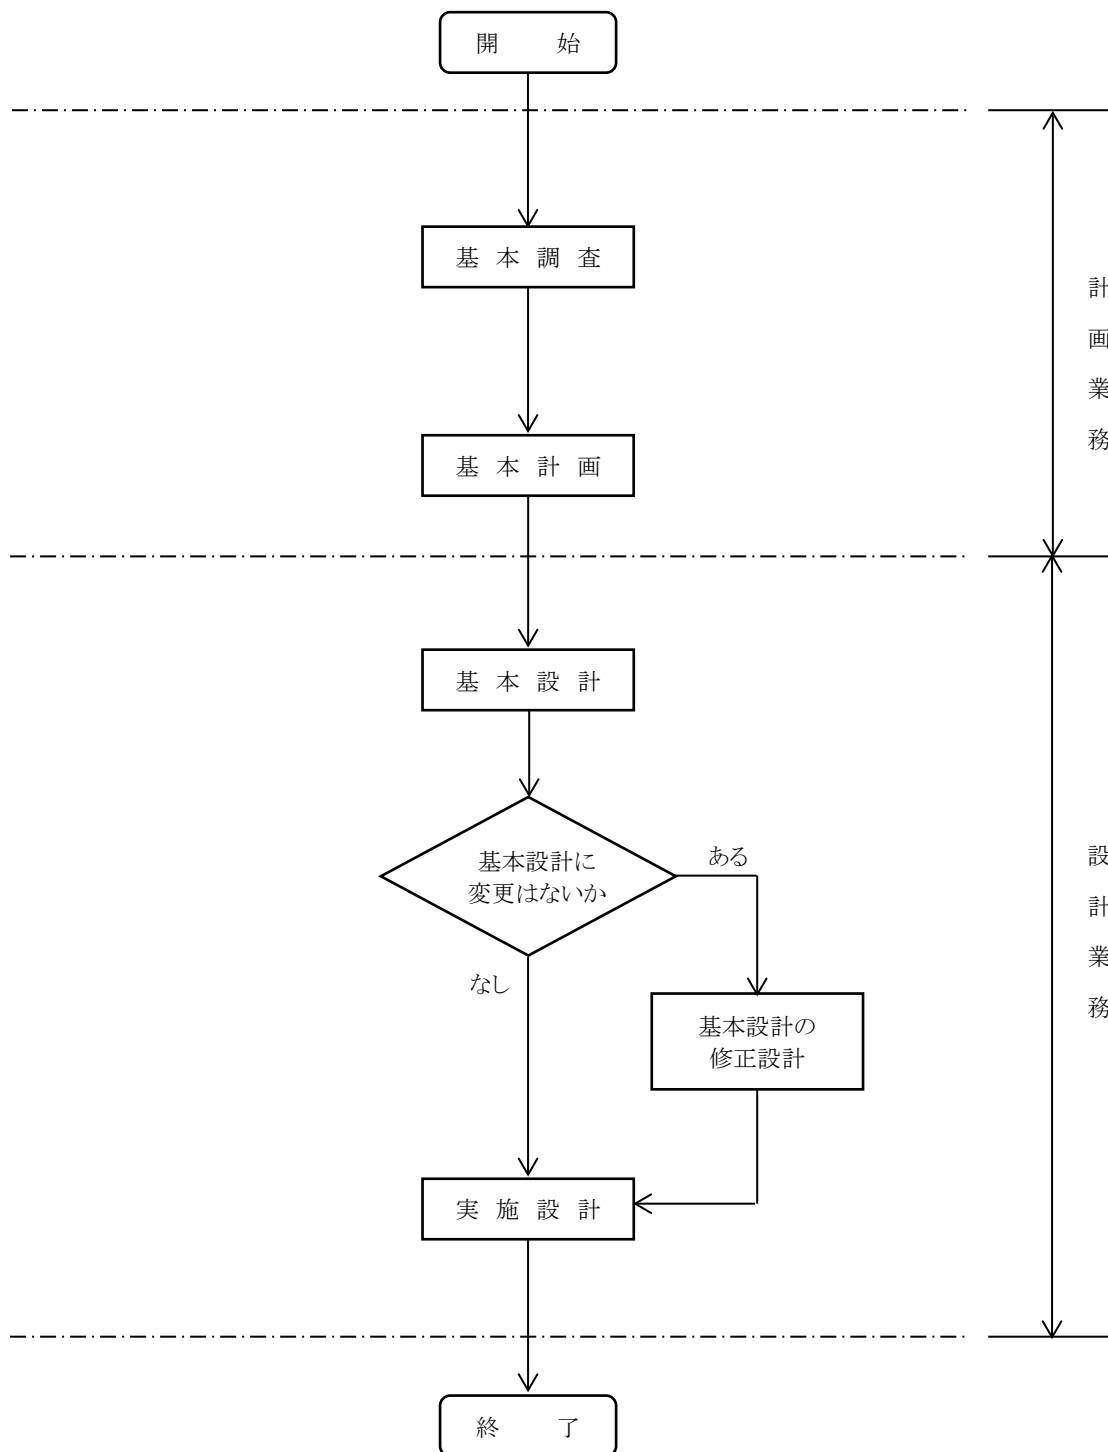 開　　始
基 本 調 査
基 本 計 画
計画業務
基 本 設 計
基本設計に
変更はないか
ある
なし
基本設計の
修正設計
設計業務
実 施 設 計
終　　了